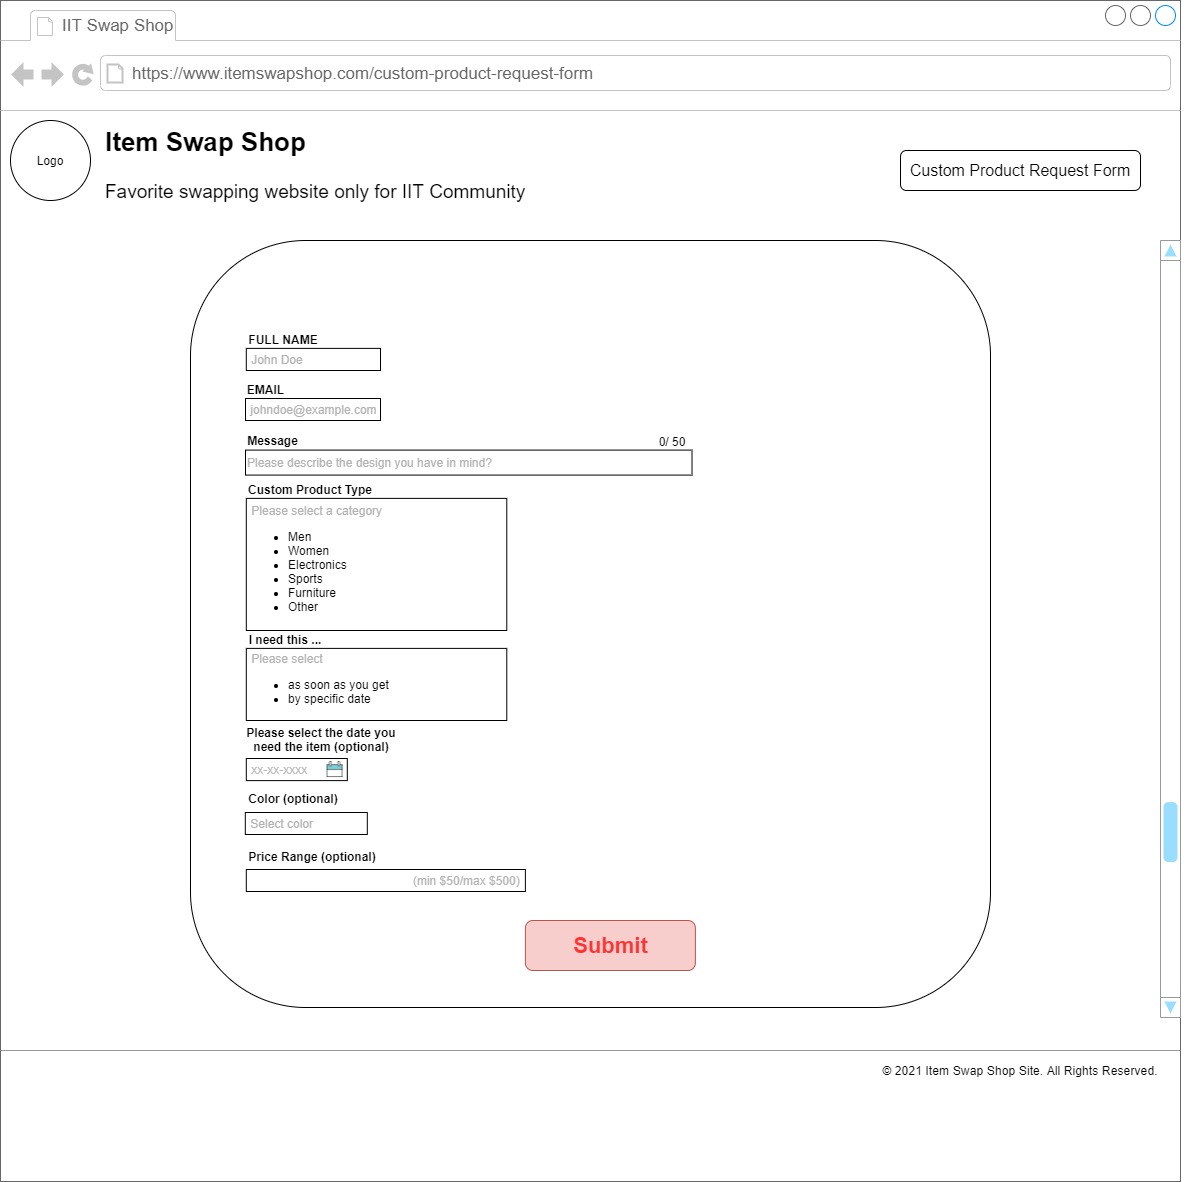 IIT Swap Shop
https://www.itemswapshop.com/custom-product-request-form
Logo
Item Swap Shop
Favorite swapping website only for IIT Community
Custom Product Request Form
FULL NAME
John Doe
EMAIL
johndoe@example.com
Message
0/ 50
Please describe the design you have in mind?
Custom Product Type
Please select a category
• Men
• Women
• Electronics
• Sports
• Furniture
• Other
I need this ...
Please select
• as soon as you get
• by specific date
Please select the date you
need the item (optional)
xx-xx-xxxx
Color (optional)
Select color
Price Range (optional)
(min $50/max $500)
Submit
© 2021 Item Swap Shop Site. All Rights Reserved.